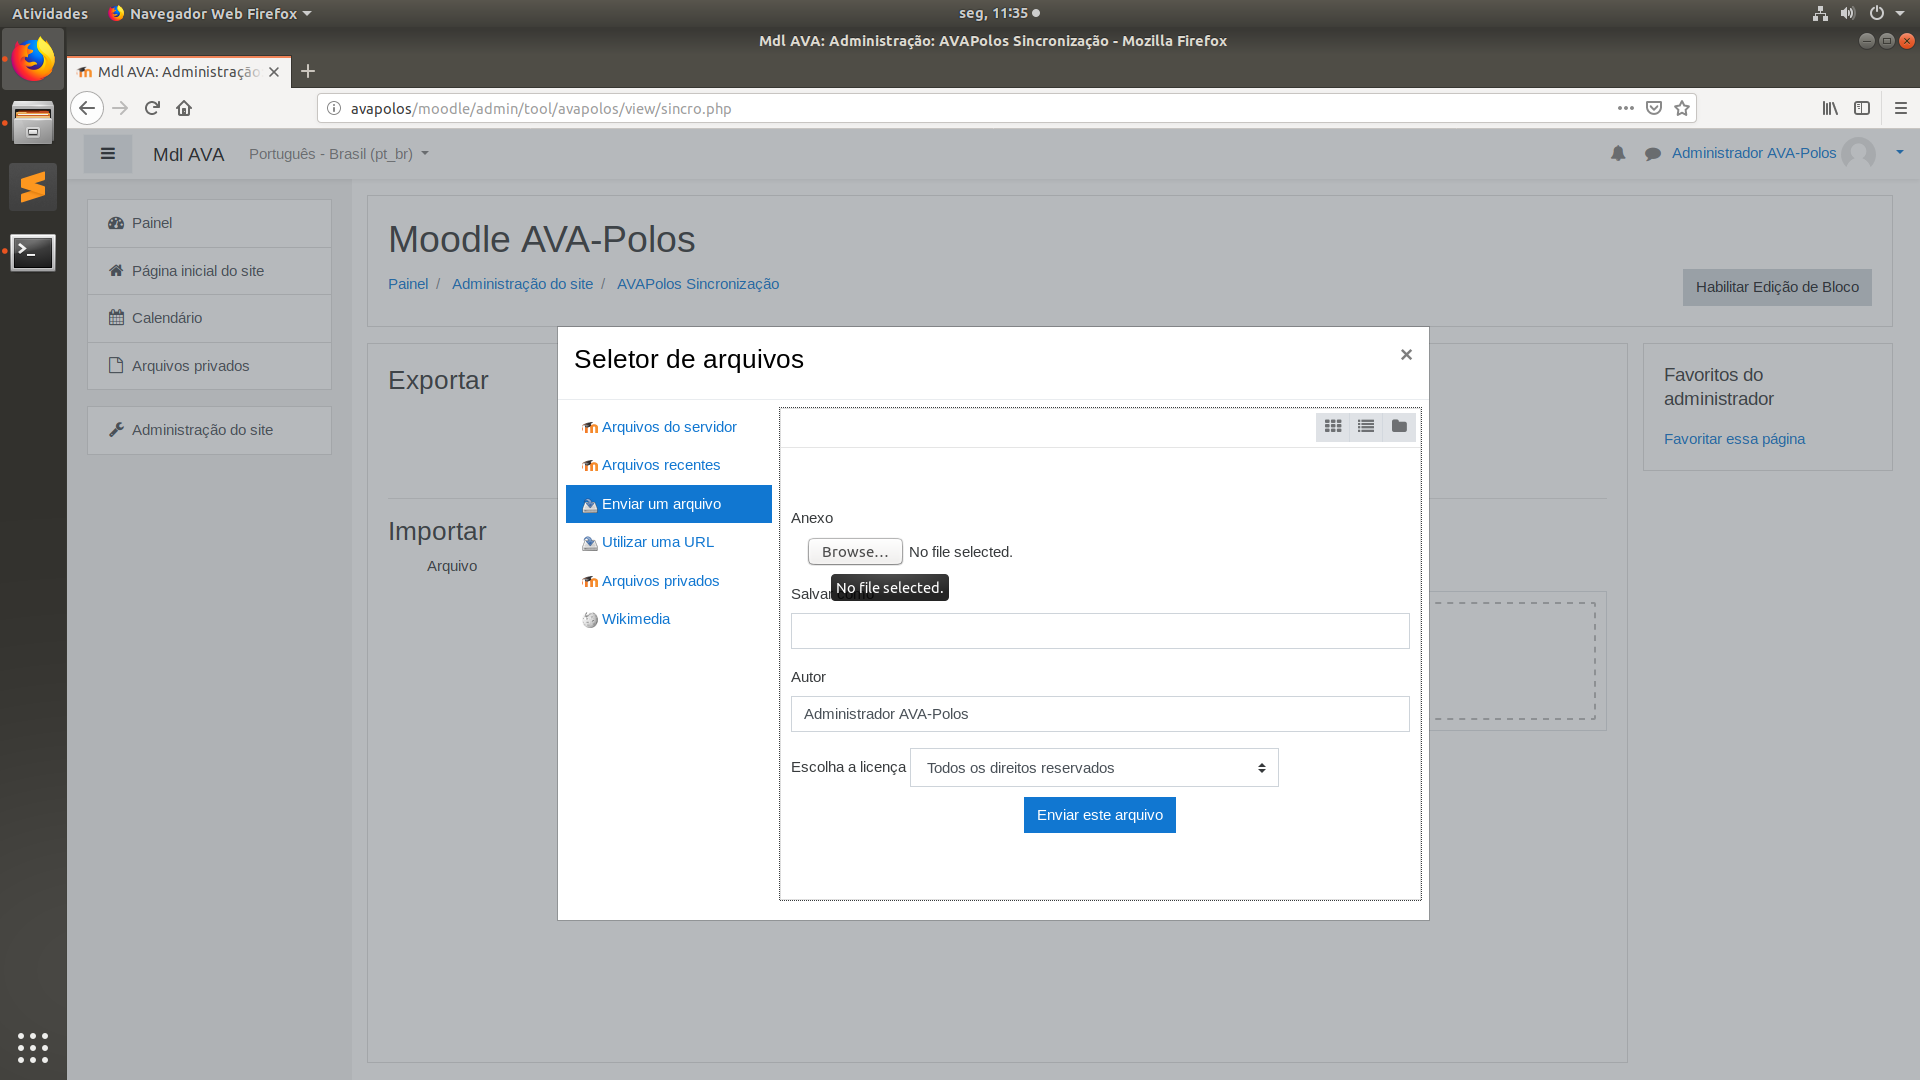 Atividades
Navegador Web Firefox
seg, 11:35
Mdl AVA: Administração: AVAPolos Sincronização - Mozilla Firefox
Mdl AVA: Administração
avapolos/moodle/admin/tool/avapolos/view/sincro.php
Mdl AVA
Português - Brasil (pt_br)
Administrador AVA-Polos
Painel
Página inicial do site
Calendário
Arquivos privados
Administração do site
Moodle AVA-Polos
Painel / Administração do site / AVAPolos Sincronização
Habilitar Edição de Bloco
Exportar
Importar
Arquivo
Favoritos do
administrador
Favoritar essa página
Seletor de arquivos
×
Arquivos do servidor
Arquivos recentes
Enviar um arquivo
Utilizar uma URL
Arquivos privados
Wikimedia
Anexo
Browse... No file selected.
No file selected.
Salvar como
Autor
Administrador AVA-Polos
Escolha a licença
Todos os direitos reservados
Enviar este arquivo